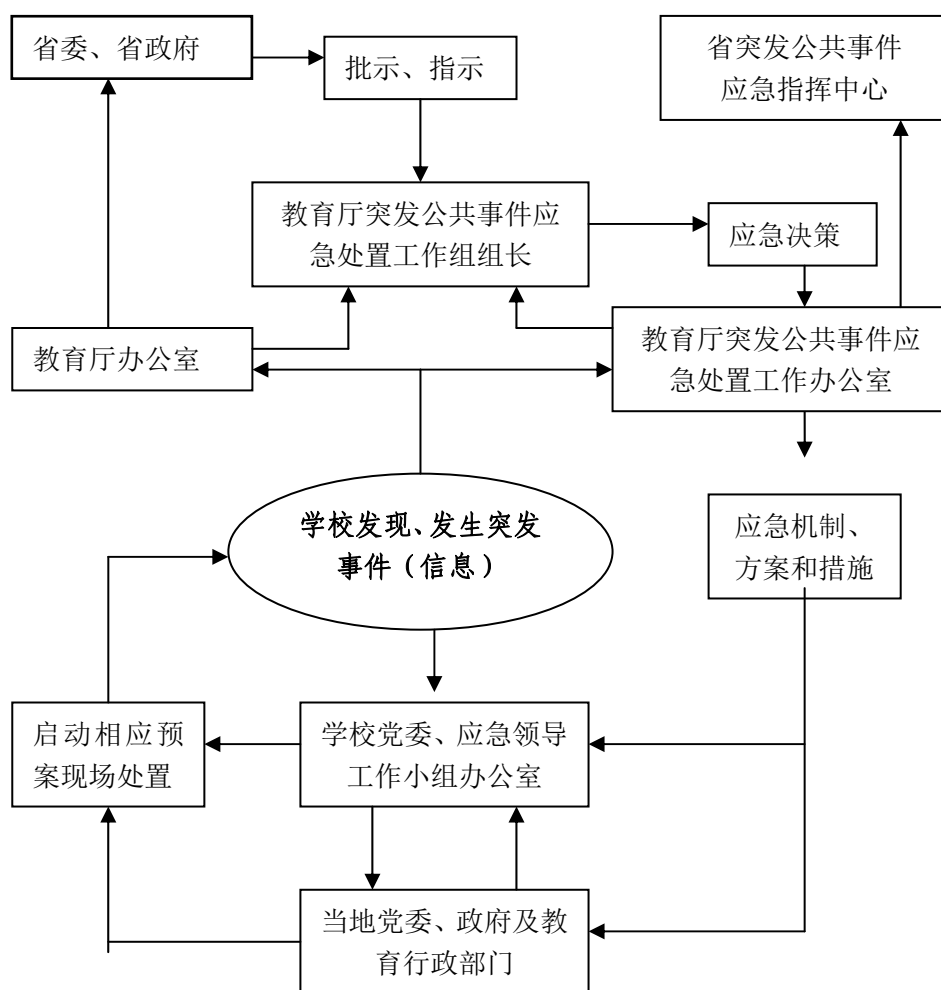 省委、省政府
批示、指示
省突发公共事件
应急指挥中心
教育厅突发公共事件应
急处置工作组组长
应急决策
教育厅办公室
教育厅突发公共事件应
急处置工作办公室
学校发现、发生突发
事件（信息）
应急机制、
方案和措施
启动相应预
案现场处置
学校党委、应急领导
工作小组办公室
当地党委、政府及教
育行政部门